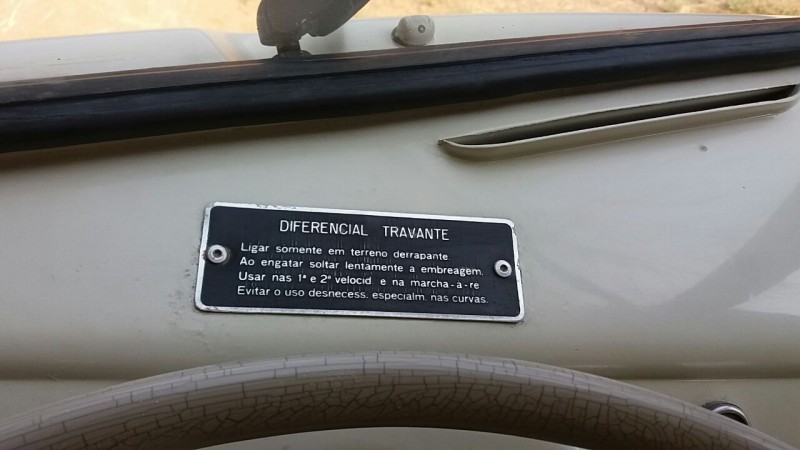 DIFERENCIAL TRAVANTE
Ligar somente em terreno derrapante
Ao engatar soltar lentamente a embreagem.
Usar nas 1ª e 2ª velocid. e na marcha-a-re
Evitar o uso desnecess. especialm. nas curvas.